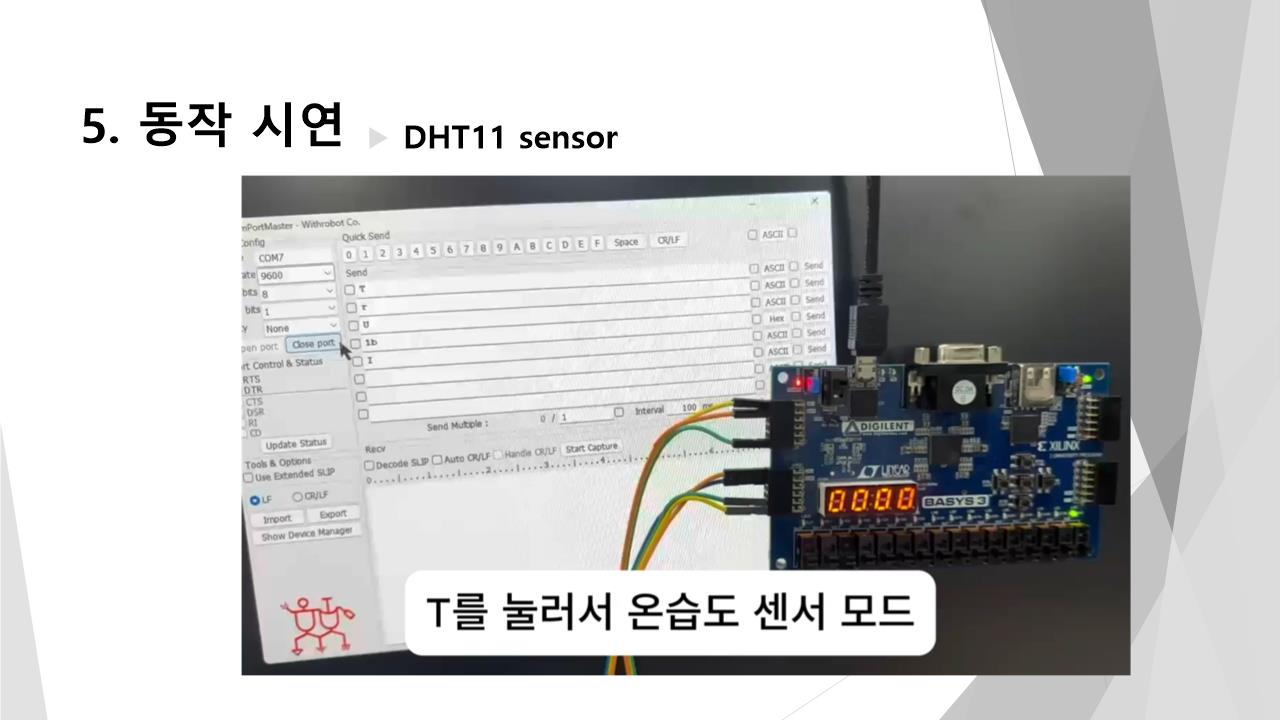 5. 동작 시연
DHT11 sensor
mPortMaster - Withrobot Co.
Config
COM7
9600
bits 8
bits 1
None
Close port
rt Control & Status
RTS
DTR
CTS
DSR
RI
CD
Update Status
Tools & Options
Use Extended SLIP
LF
CR/LF
Import
Export
Show Device Manager
Quick Send
0 1 2 3 4 5 6 7 8 9 A B C D E F Space CR/LF
ASCII
Send
T
ASCII Send
r
ASCII Send
U
ASCII Send
1b
Hex Send
I
ASCII Send
ASCII Send
Send Multiple :
0 / 1
Interval 100 ms
Recv
Decode SLIP
Auto CR/LF
Handle CR/LF
Start Capture
DIGILENT
XILINX
LINEAR
0000
BASYS 3
T를 눌러서 온습도 센서 모드